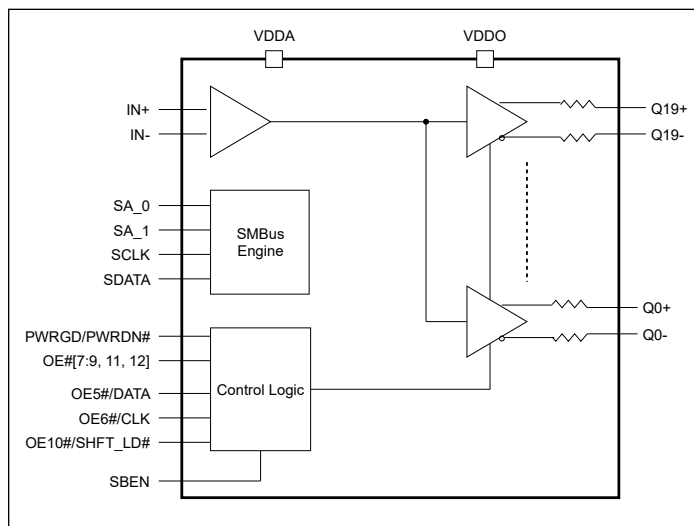 VDDA
VDDO
IN+
IN-
Q19+
Q19-
SA_0
SA_1
SCLK
SDATA
SMBus
Engine
Q0+
Q0-
PWRGD/PWRDN#
OE#[7:9, 11, 12]
OE5#/DATA
OE6#/CLK
OE10#/SHFT_LD#
Control Logic
SBEN